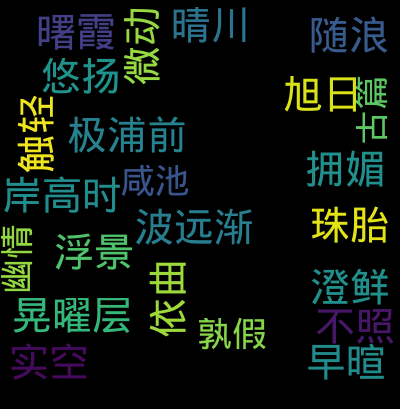 曙霞
微动
晴川
随浪
悠扬
旭日
古篇
触轻
极浦前
岸高时
咸池
拥媚
波远渐
珠胎
幽情
浮景
依曲
澄鲜
晃曜层
孰假
不照
实空
早暄